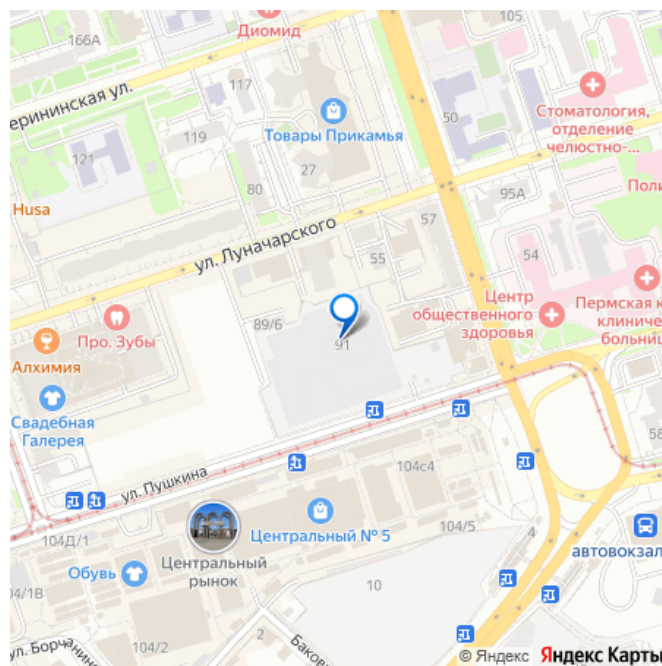 166А
Диомид
105
117
ерининская ул.
Товары Прикамья
50
Стоматология,
отделение
челюстно-...
119
121
27
80
95А
Поли
Husa
57
ул. Луначарского
55
54
Центр
общественного
здоровья
Пермская к
клиниче
больниц
89/6
91
Про. Зубы
Алхимия
Свадебная
Галерея
58
ул. Пушкина
104с4
Центральный № 5
104/5
4
104Д/1
Центральный
рынок
автовокзал
Обувь
04/1В
10
2
104/2
ул. Борчанино
Баков
© Яндекс Яндекс Карты